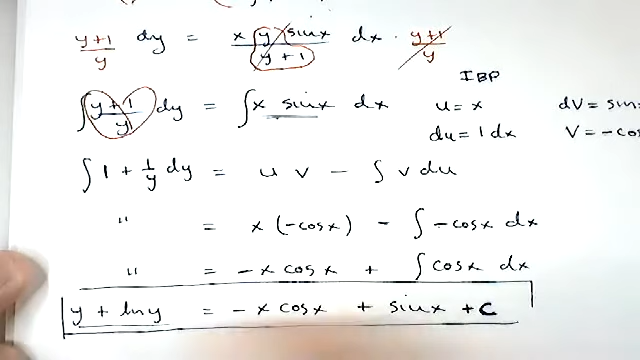 y+1/y dy = x y sinx/y+1 dx · y+1/y
IBP
∫ y+1/y dy = ∫ x sinx dx u = x dV = sin
du = 1 dx V = -cos
∫ 1 + 1/y dy = u v - ∫ v du
" = x (-cosx) - ∫ -cosx dx
" = -x cosx + ∫ cosx dx
y + lny = -x cosx + sinx + C